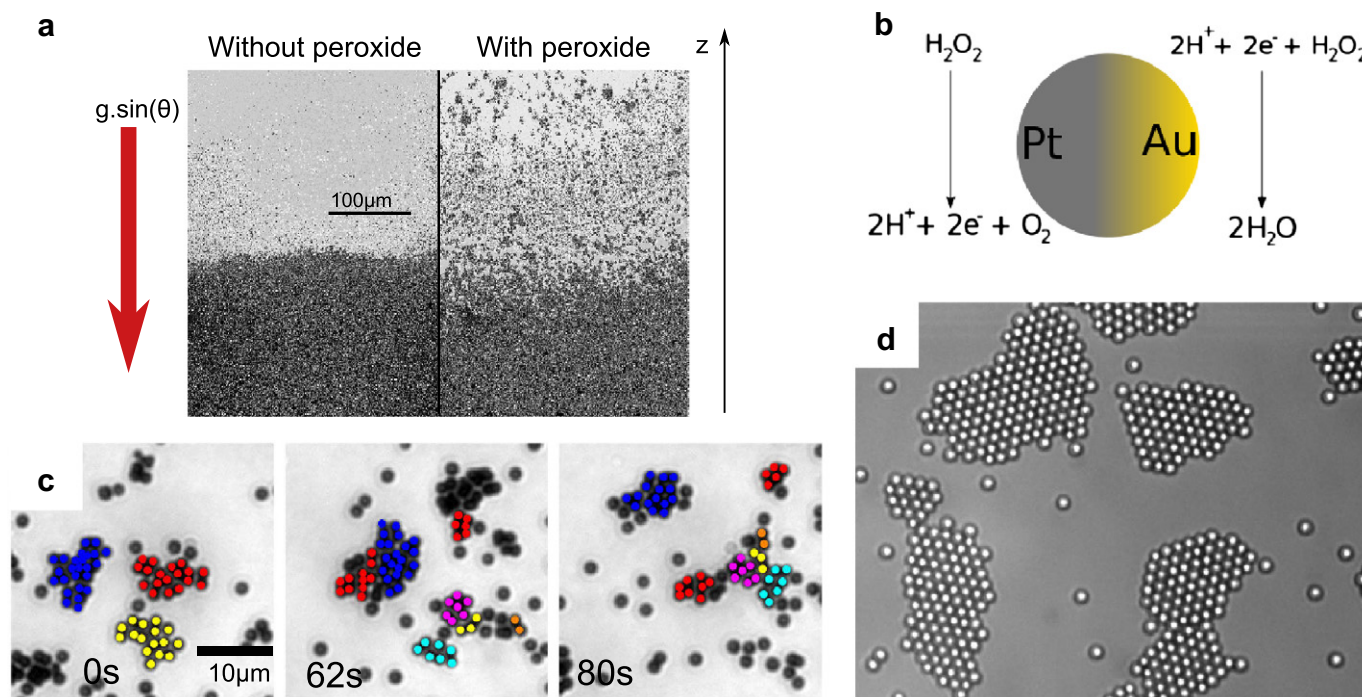 a
Without peroxide
With peroxide
z
g.sin(θ)
100µm
b
H₂O₂
2H⁺+ 2e⁻+ H₂O₂
Pt
Au
2H⁺+ 2e⁻ + O₂
2H₂O
c
0s
10µm
62s
80s
d